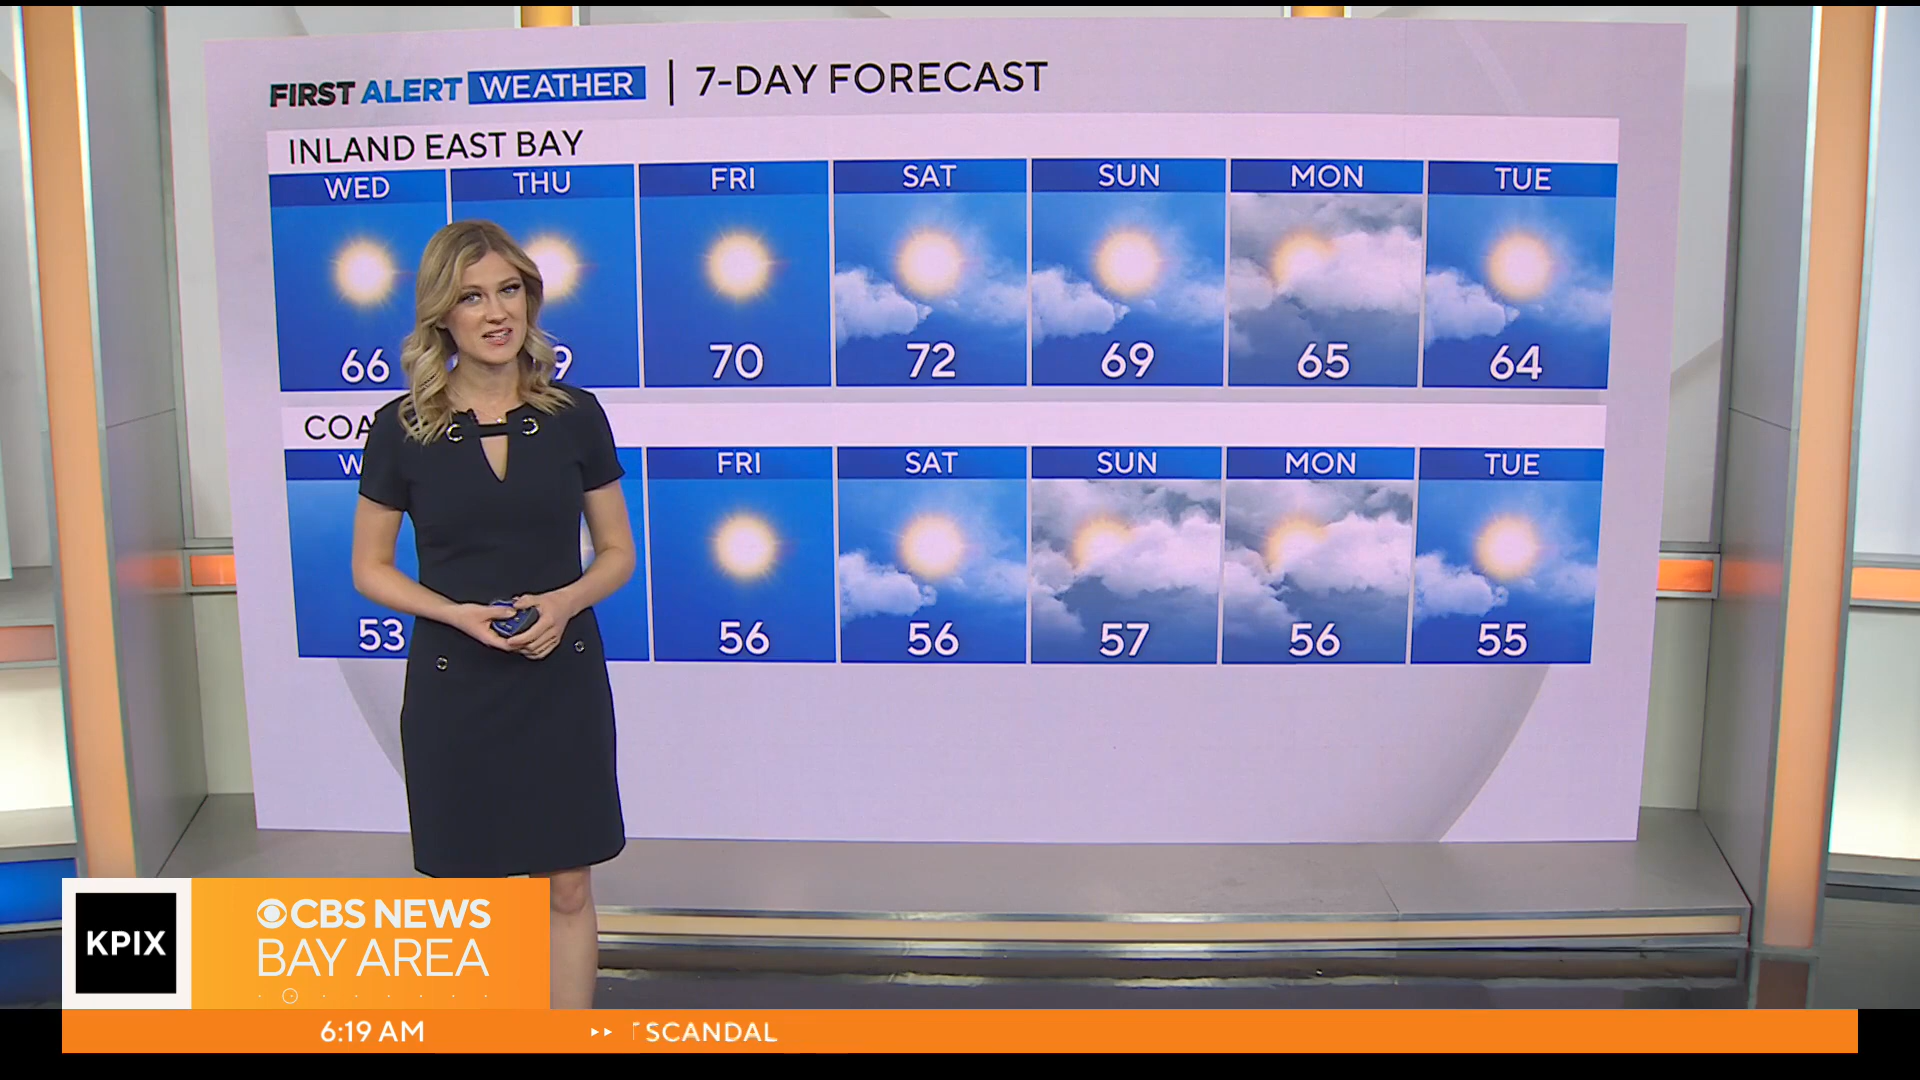 FIRST ALERT WEATHER | 7-DAY FORECAST
INLAND EAST BAY
WED THU FRI SAT SUN MON TUE
66 9 70 72 69 65 64
COA
W FRI SAT SUN MON TUE
53 56 56 57 56 55
KPIX
CBS NEWS
BAY AREA
6:19 AM SCANDAL